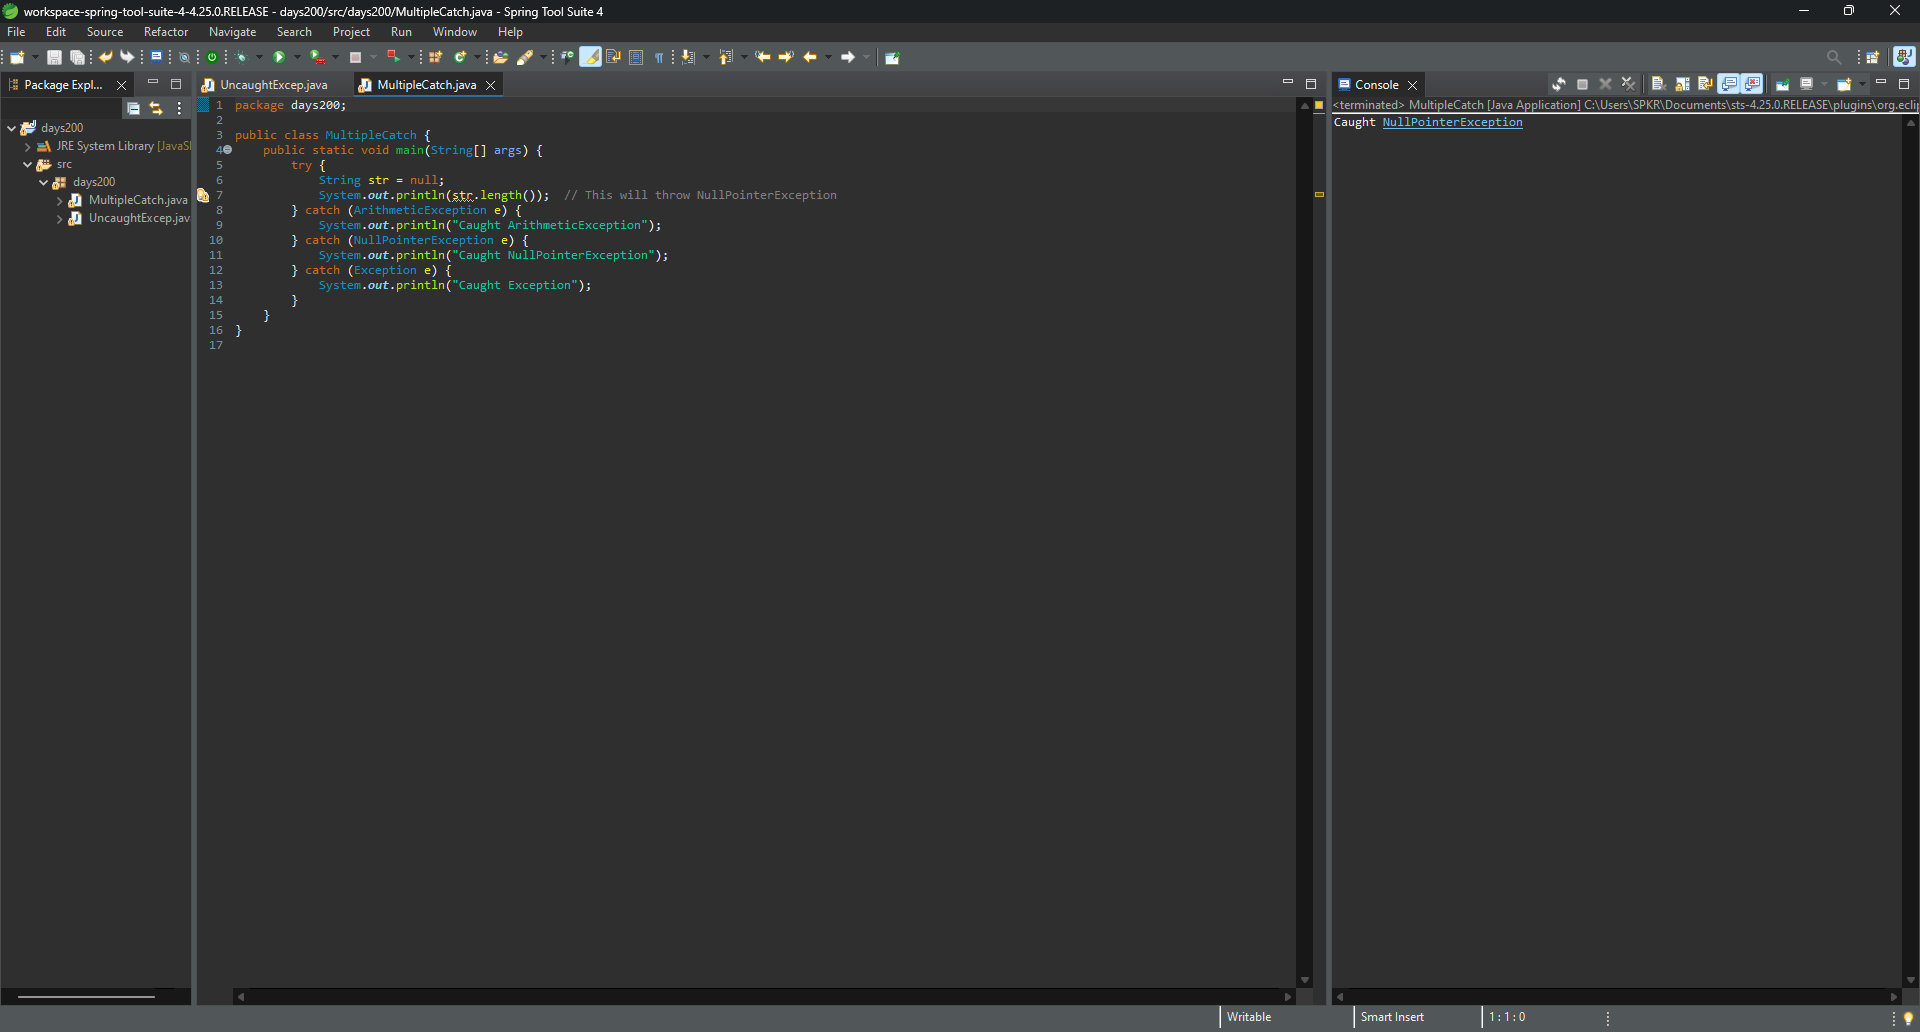 workspace-spring-tool-suite-4-4.25.0.RELEASE - days200/src/days200/MultipleCatch.java - Spring Tool Suite 4
File Edit Source Refactor Navigate Search Project Run Window Help
Package Expl...
days200
JRE System Library [JavaS
src
days200
MultipleCatch.java
UncaughtExcep.jav
UncaughtExcep.java MultipleCatch.java
1 package days200;
2
3 public class MultipleCatch {
4 public static void main(String[] args) {
5 try {
6 String str = null;
7 System.out.println(str.length()); // This will throw NullPointerException
8 } catch (ArithmeticException e) {
9 System.out.println("Caught ArithmeticException");
10 } catch (NullPointerException e) {
11 System.out.println("Caught NullPointerException");
12 } catch (Exception e) {
13 System.out.println("Caught Exception");
14 }
15 }
16 }
17
Console
<terminated> MultipleCatch [Java Application] C:\Users\SPKR\Documents\sts-4.25.0.RELEASE\plugins\org.ecli
Caught NullPointerException
Writable Smart Insert 1 : 1 : 0